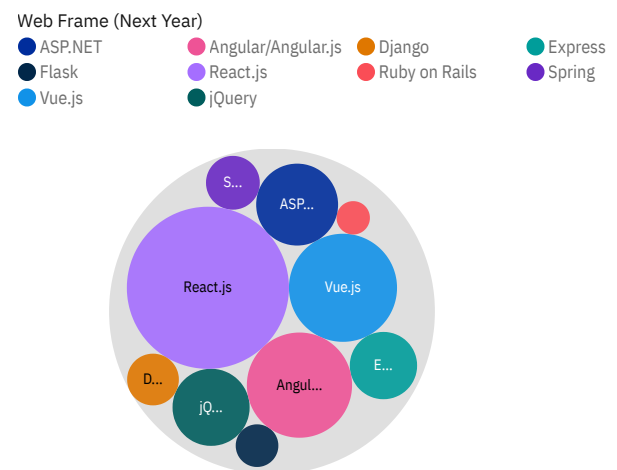 Web Frame (Next Year)
ASP.NET Angular/Angular.js Django Express
Flask React.js Ruby on Rails Spring
Vue.js jQuery
S... ASP...
React.js Vue.js
E...
D... Angul...
jQ...